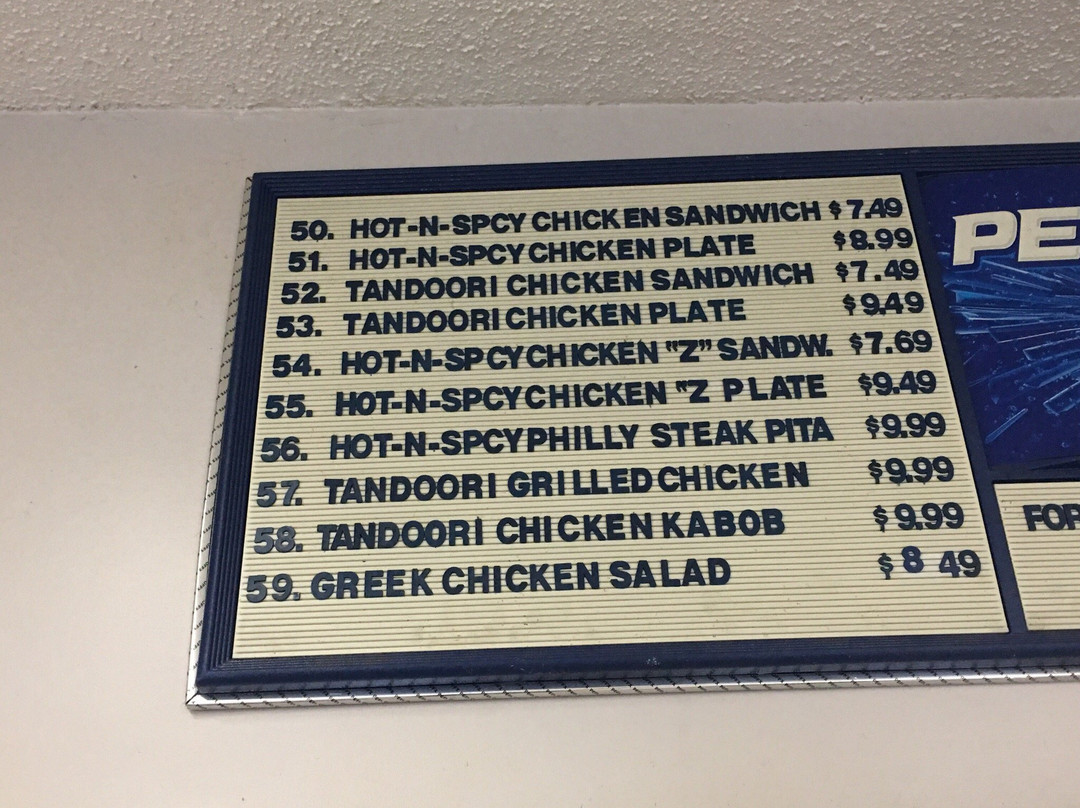 50. HOT-N-SPCY CHICKEN SANDWICH $7.49
51. HOT-N-SPCY CHICKEN PLATE $8.99
52. TANDOORI CHICKEN SANDWICH $7.49
53. TANDOORI CHICKEN PLATE $9.49
54. HOT-N-SPCY CHICKEN "Z" SANDW. $7.69
55. HOT-N-SPCY CHICKEN "Z PLATE $9.49
56. HOT-N-SPCY PHILLY STEAK PITA $9.99
57. TANDOORI GRILLED CHICKEN $9.99
58. TANDOORI CHICKEN KABOB $9.99
59. GREEK CHICKEN SALAD $8 49
PE
FOR